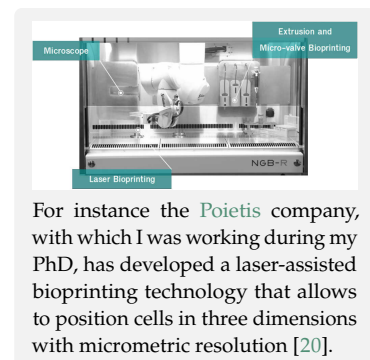 Extrusion and
Micro-valve Bioprinting
Microscope
NGB-R
Laser Bioprinting
For instance the Poietis company,
with which I was working during my
PhD, has developed a laser-assisted
bioprinting technology that allows
to position cells in three dimensions
with micrometric resolution [20].